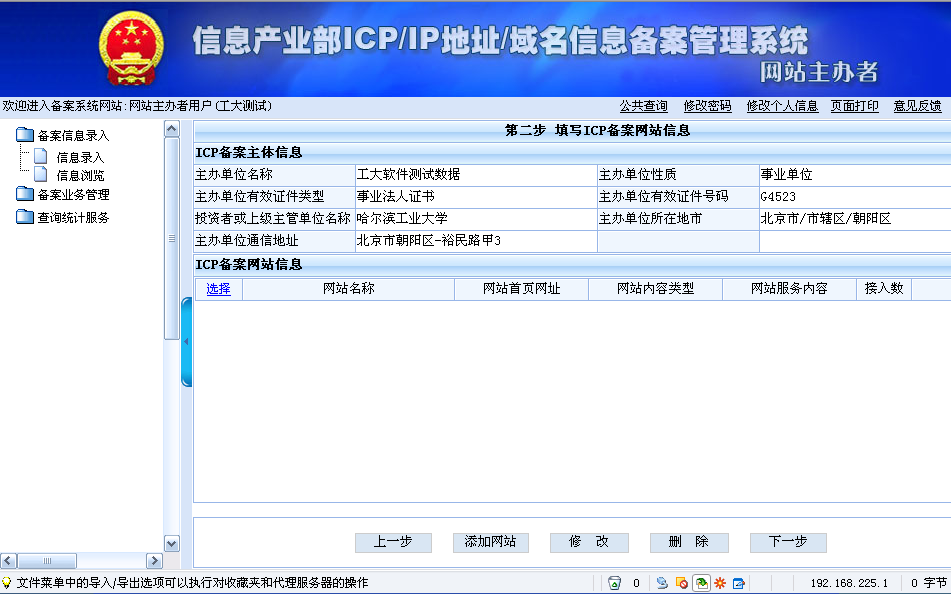 信息产业部ICP/IP地址/域名信息备案管理系统
网站主办者
欢迎进入备案系统网站:网站主办者用户(工大测试) 公共查询 修改密码 修改个人信息 页面打印 意见反馈
备案信息录入
信息录入
信息浏览
备案业务管理
查询统计服务
第二步 填写ICP备案网站信息
ICP备案主体信息
主办单位名称 工大软件测试数据 主办单位性质 事业单位
主办单位有效证件类型 事业法人证书 主办单位有效证件号码 G4523
投资者或上级主管单位名称 哈尔滨工业大学 主办单位所在地市 北京市/市辖区/朝阳区
主办单位通信地址 北京市朝阳区-裕民路甲3
ICP备案网站信息
选择 网站名称 网站首页网址 网站内容类型 网站服务内容 接入数
上一步 添加网站 修 改 删 除 下一步
文件菜单中的导入/导出选项可以执行对收藏夹和代理服务器的操作 0 192.168.225.1 0 字节